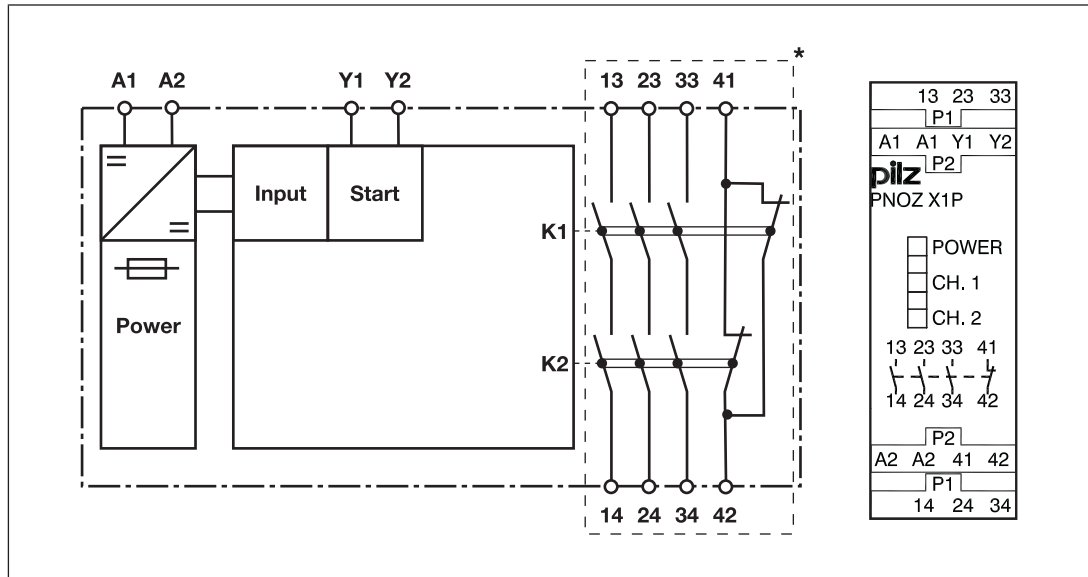 A1 A2 Y1 Y2 13 23 33 41 *
Input Start
Power
K1
K2
14 24 34 42
13 23 33
P1
A1 A1 Y1 Y2
P2
pilz
PNOZ X1P
POWER
CH. 1
CH. 2
13 23 33 41
14 24 34 42
P2
A2 A2 41 42
P1
14 24 34